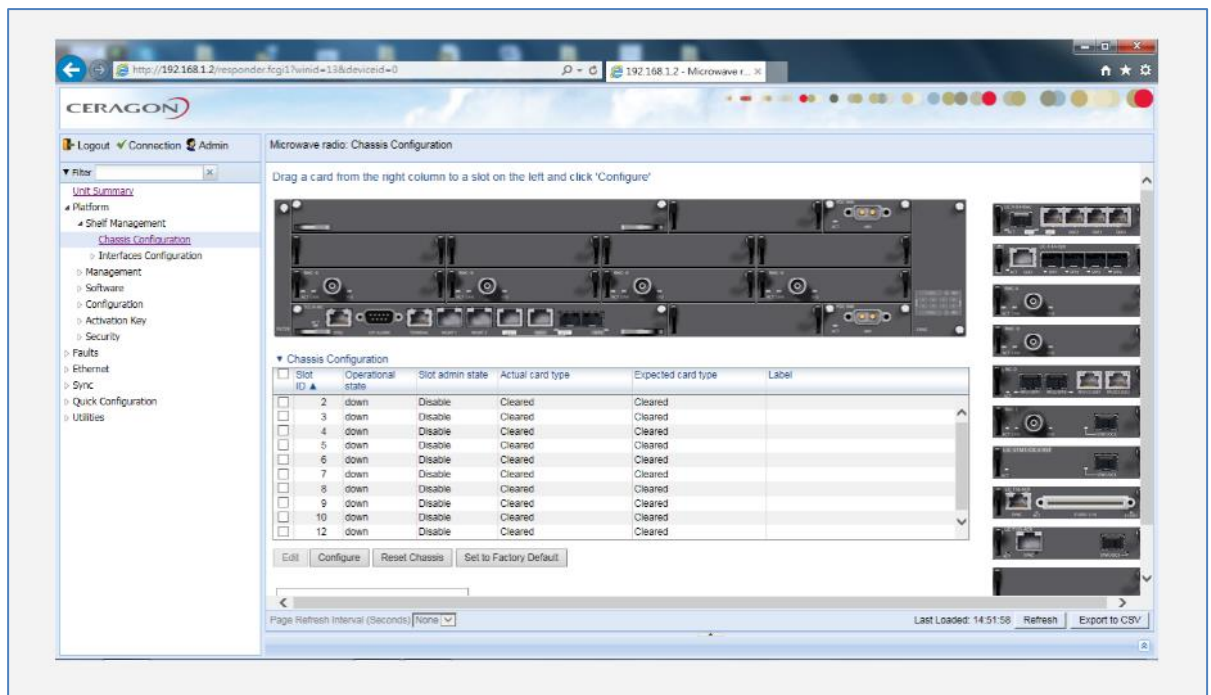 http://192.168.1.2/responder.fcgi1?winid=13&deviceid=0
192.168.1.2 - Microwave r...
CERAGON
Logout Connection Admin
Microwave radio: Chassis Configuration
Filter
Unit Summary
Platform
Shelf Management
Chassis Configuration
Interfaces Configuration
Management
Software
Configuration
Activation Key
Security
Faults
Ethernet
Sync
Quick Configuration
Utilities
Drag a card from the right column to a slot on the left and click 'Configure'
Chassis Configuration
Slot ID Operational state Slot admin state Actual card type Expected card type Label
2 down Disable Cleared Cleared
3 down Disable Cleared Cleared
4 down Disable Cleared Cleared
5 down Disable Cleared Cleared
6 down Disable Cleared Cleared
7 down Disable Cleared Cleared
8 down Disable Cleared Cleared
9 down Disable Cleared Cleared
10 down Disable Cleared Cleared
12 down Disable Cleared Cleared
Edit Configure Reset Chassis Set to Factory Default
Page Refresh Interval (Seconds) None Last Loaded: 14:51:58 Refresh Export to CSV